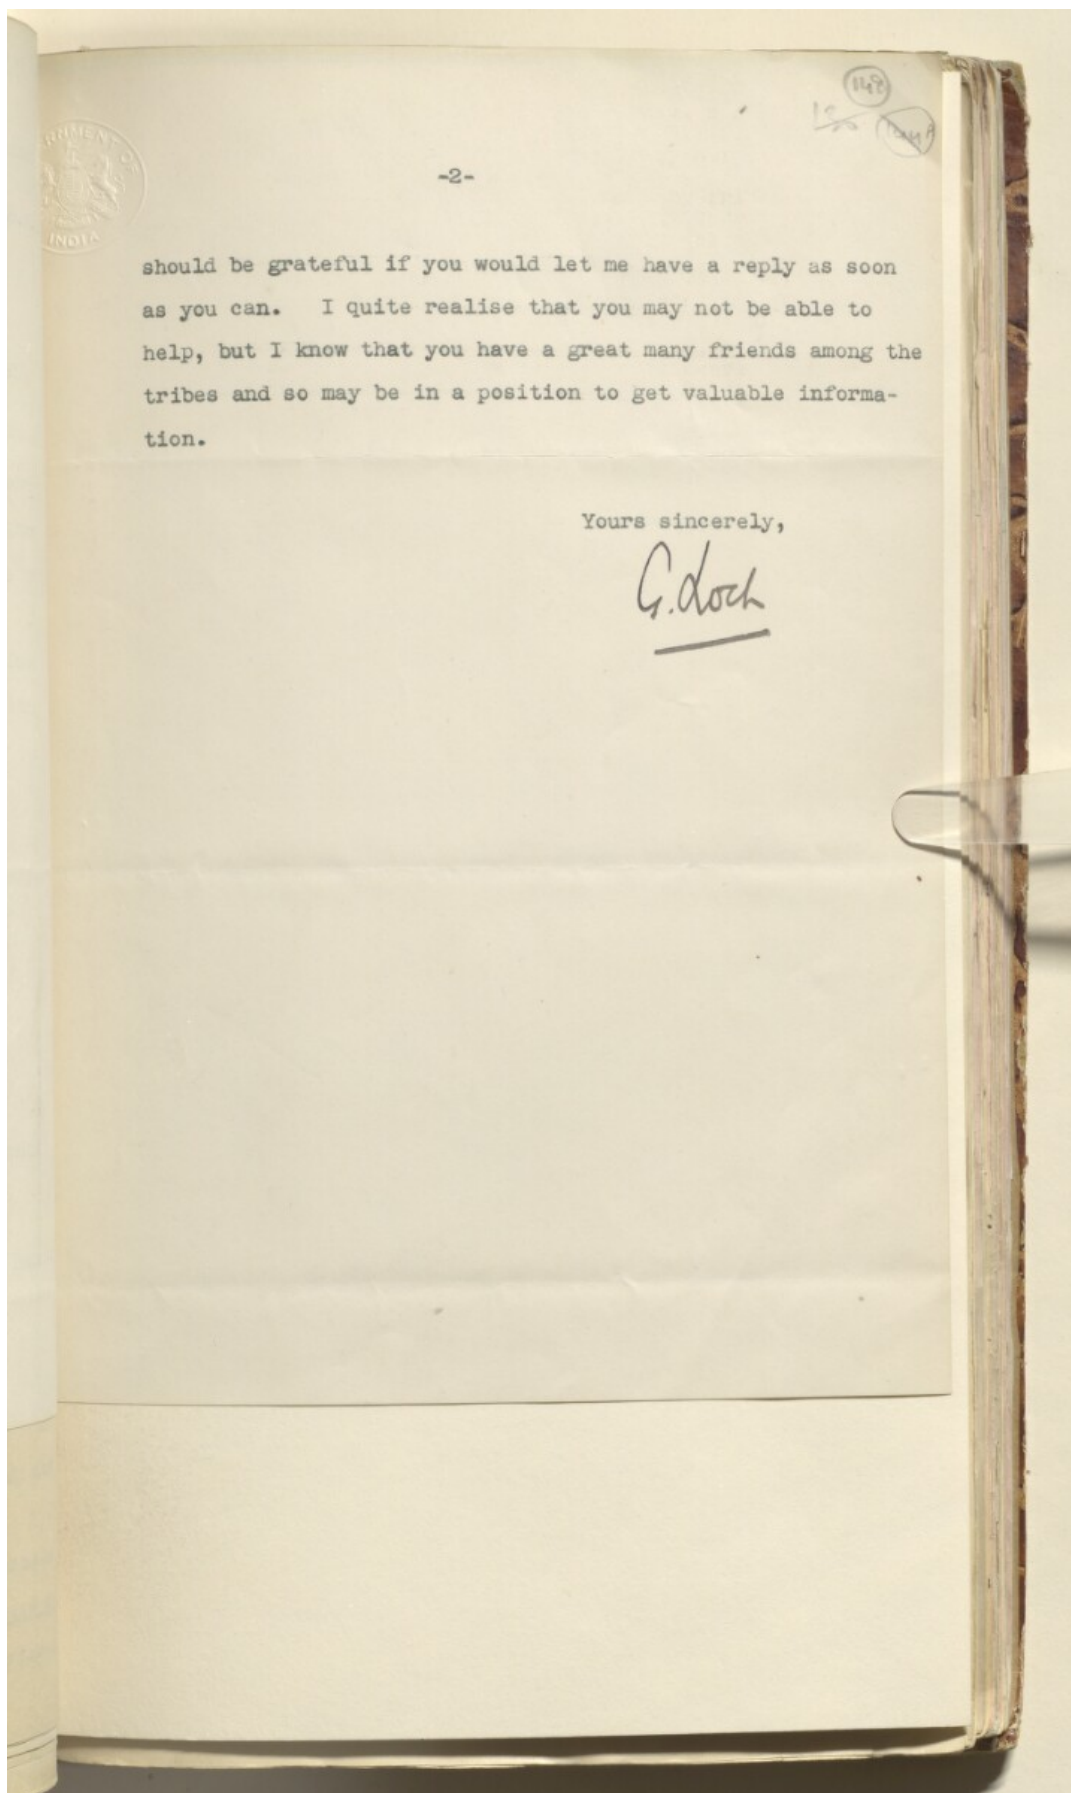 148
-2-
should be grateful if you would let me have a reply as soon
as you can. I quite realise that you may not be able to
help, but I know that you have a great many friends among the
tribes and so may be in a position to get valuable informa-
tion.
Yours sincerely,
G. Loch
INDIA